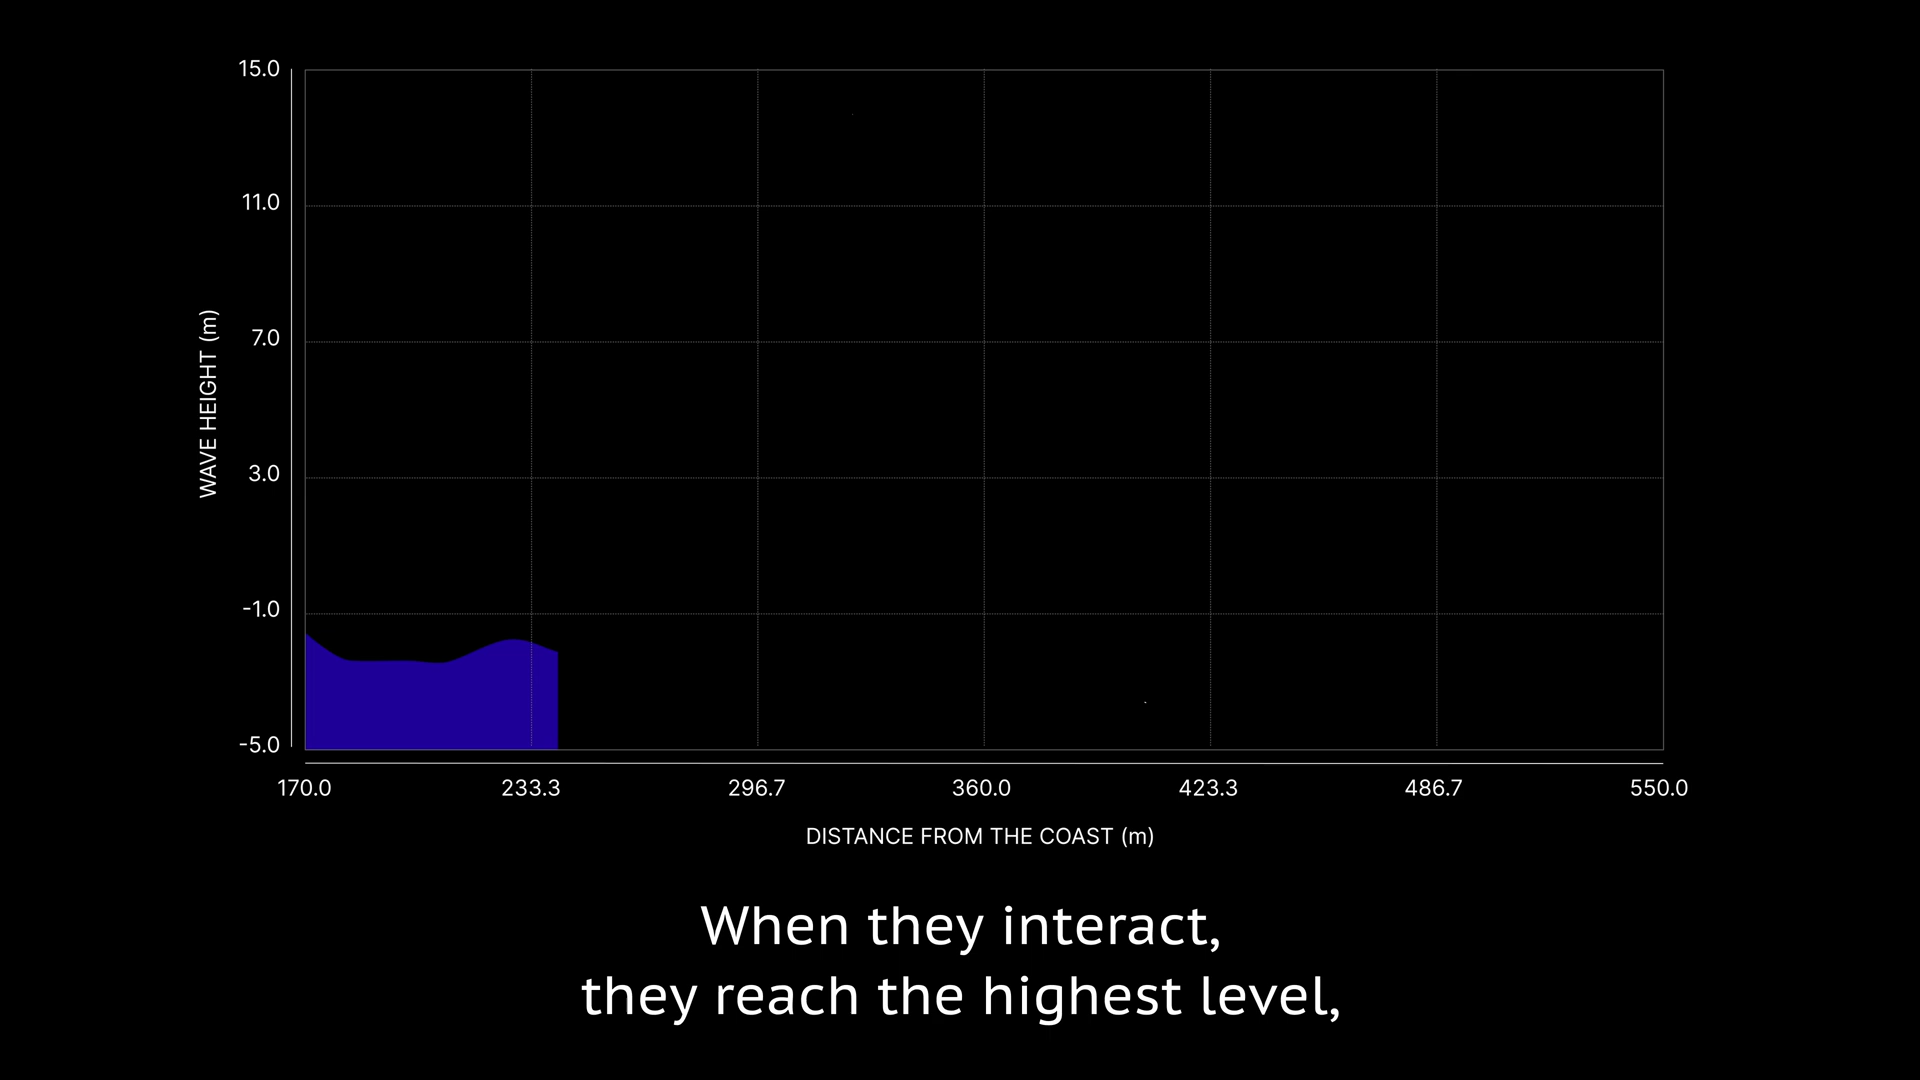 15.0
11.0
7.0
3.0
-1.0
-5.0
WAVE HEIGHT (m)
170.0 233.3 296.7 360.0 423.3 486.7 550.0
DISTANCE FROM THE COAST (m)
When they interact,
they reach the highest level,